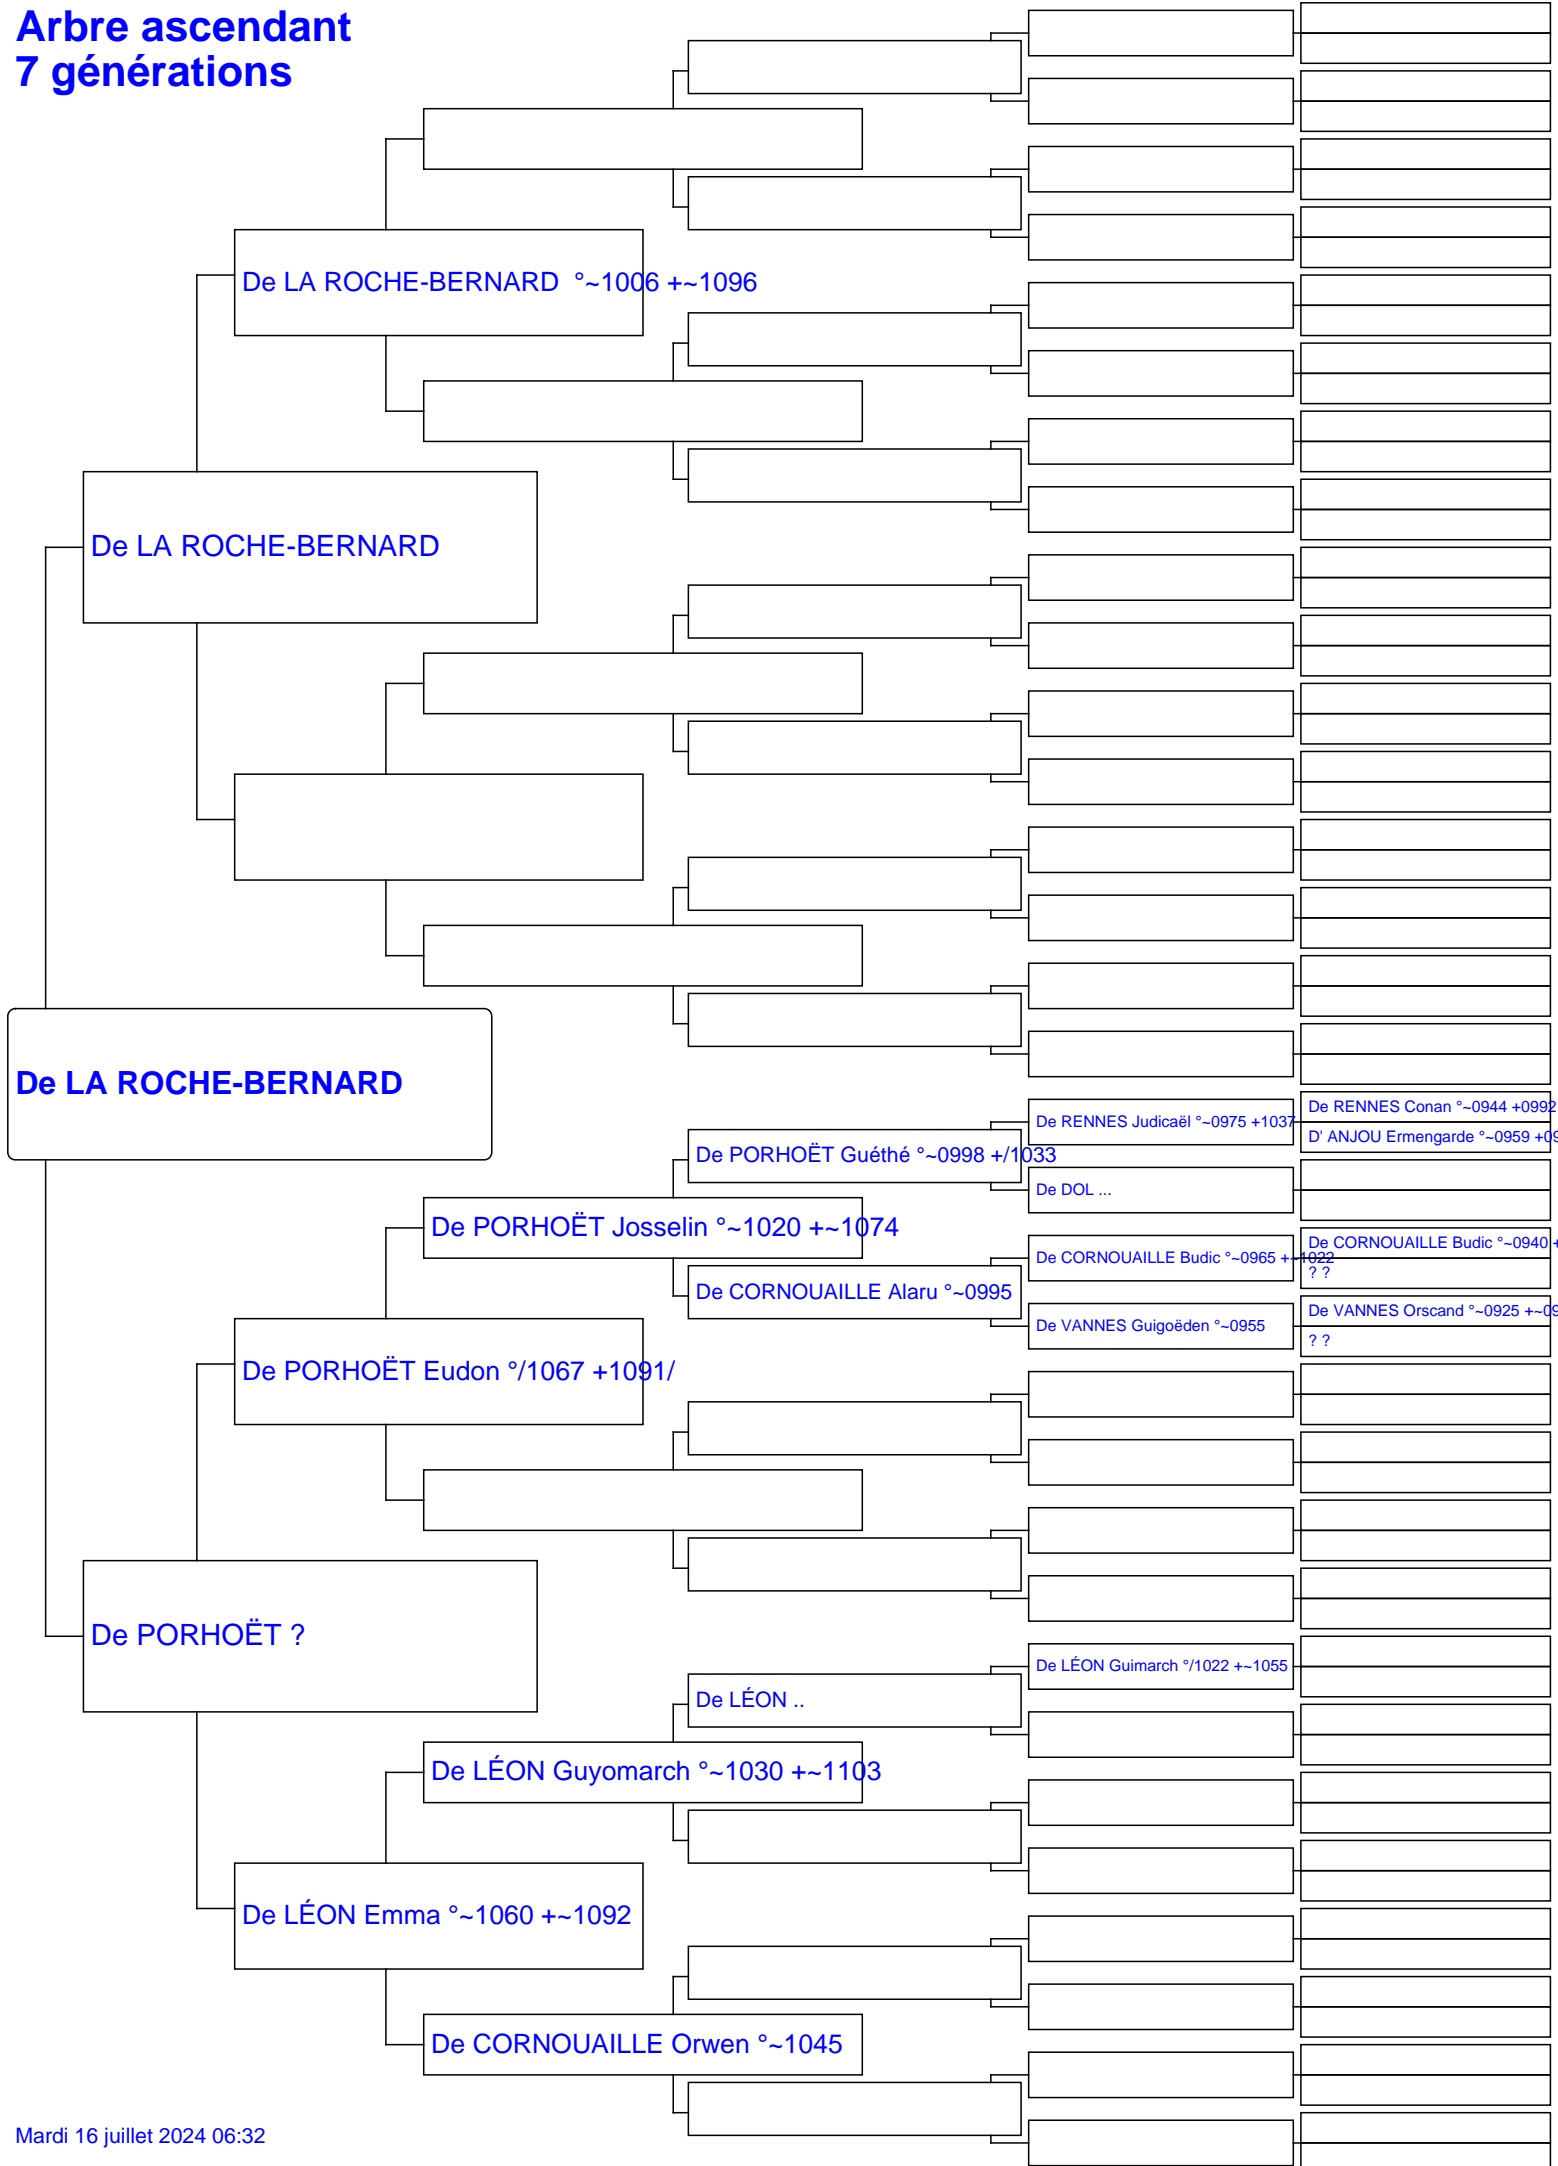 Arbre ascendant
7 générations
De LA ROCHE-BERNARD °~1006 +~1096
De LA ROCHE-BERNARD
De LA ROCHE-BERNARD
De RENNES Conan °~0944 +0992
De RENNES Judicaël °~0975 +1037
D' ANJOU Ermengarde °~0959 +09
De PORHOËT Guéthé °~0998 +/1033
De DOL ...
De PORHOËT Josselin °~1020 +~1074
De CORNOUAILLE Budic °~0940 +
De CORNOUAILLE Budic °~0965 +~1022
? ?
De CORNOUAILLE Alaru °~0995
De VANNES Orscand °~0925 +~09
De VANNES Guigoëden °~0955
? ?
De PORHOËT Eudon °/1067 +1091/
De PORHOËT ?
De LÉON Guimarch °/1022 +~1055
De LÉON ..
De LÉON Guyomarch °~1030 +~1103
De LÉON Emma °~1060 +~1092
De CORNOUAILLE Orwen °~1045
Mardi 16 juillet 2024 06:32